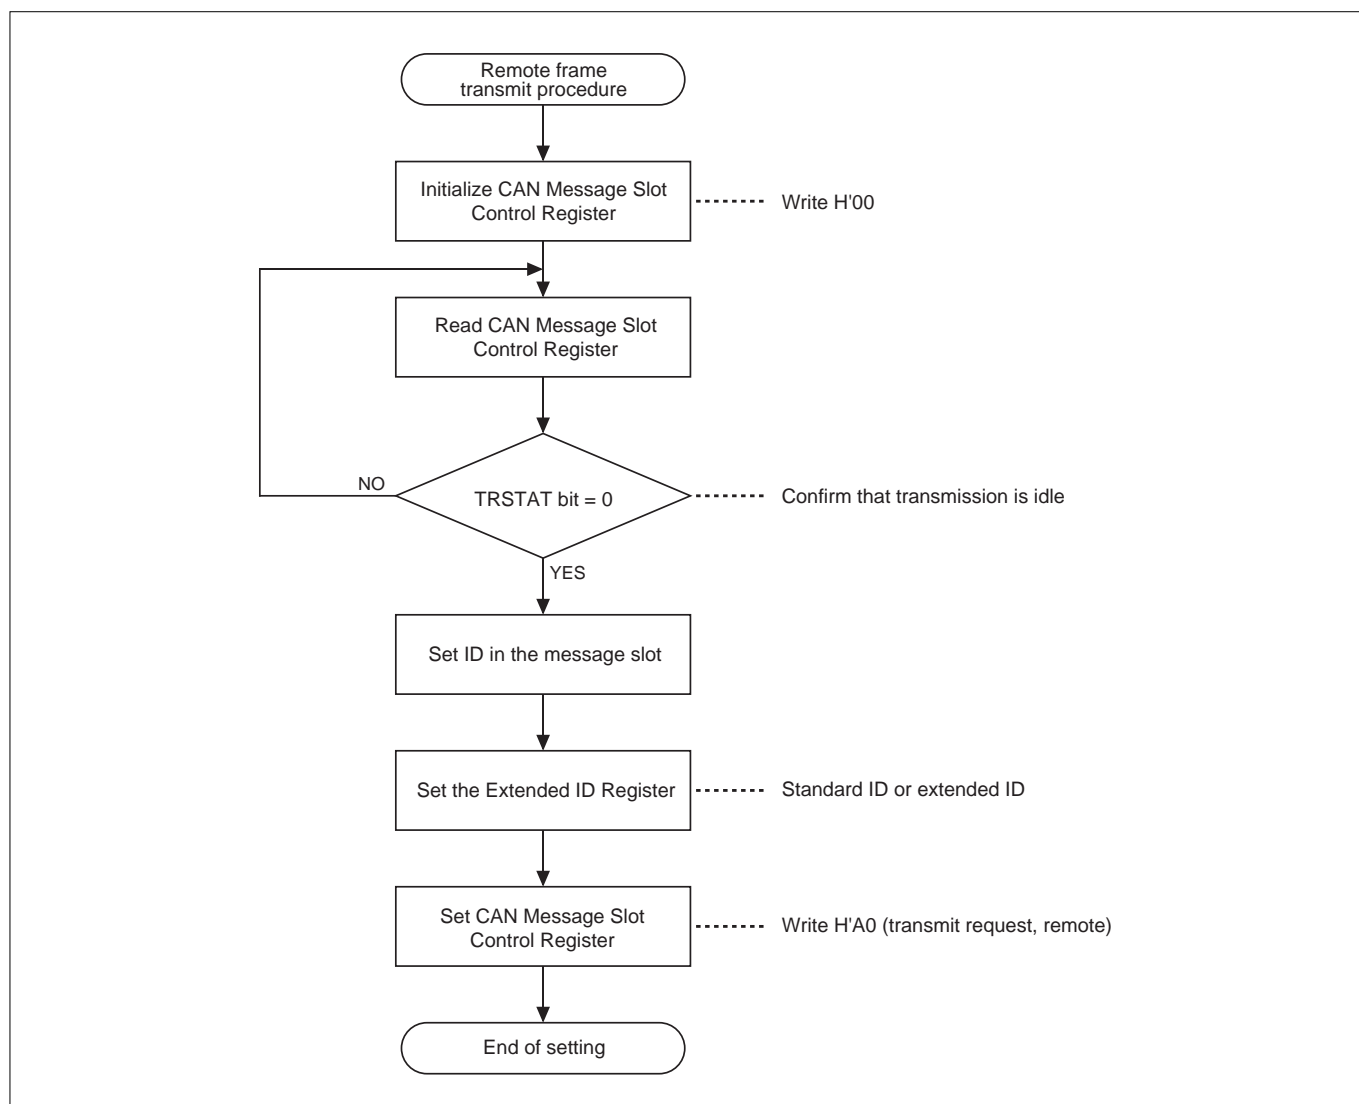 Remote frame
transmit procedure
Initialize CAN Message Slot
Control Register
Write H'00
Read CAN Message Slot
Control Register
NO
TRSTAT bit = 0
Confirm that transmission is idle
YES
Set ID in the message slot
Set the Extended ID Register
Standard ID or extended ID
Set CAN Message Slot
Control Register
Write H'A0 (transmit request, remote)
End of setting